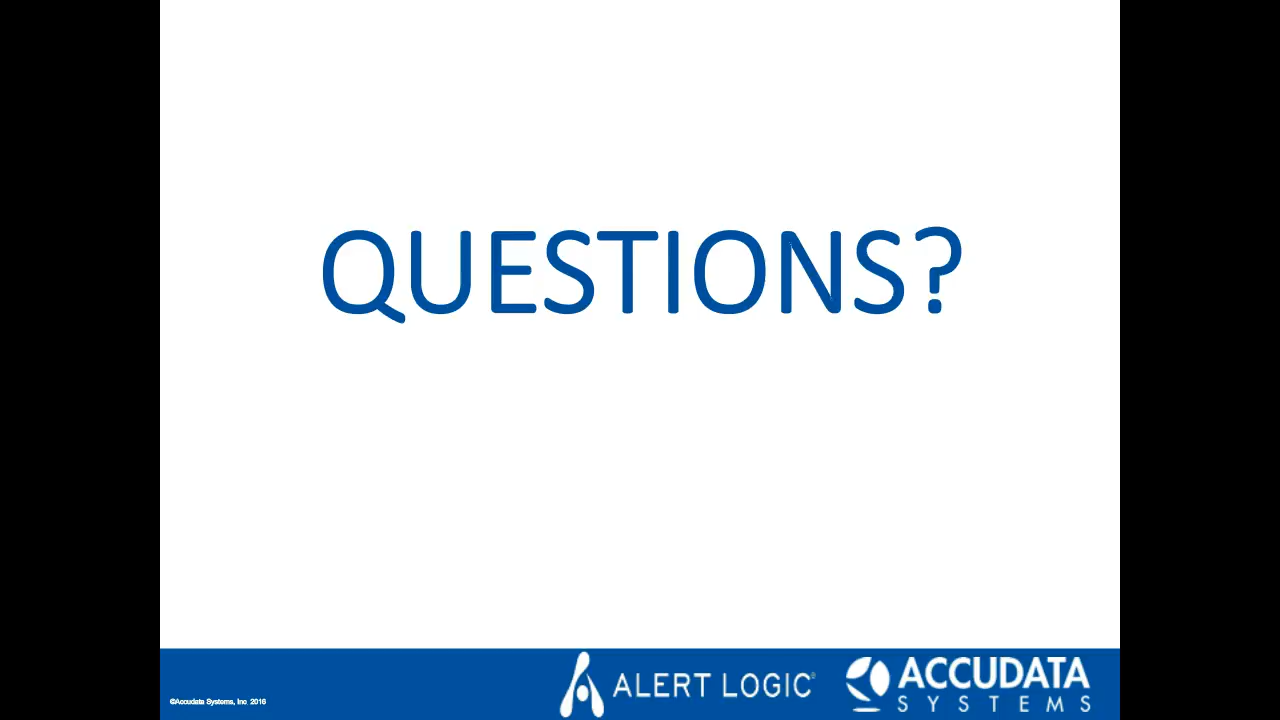 QUESTIONS?
©Accudata Systems, Inc 2016
ALERT LOGIC®
ACCUDATA
SYSTEMS